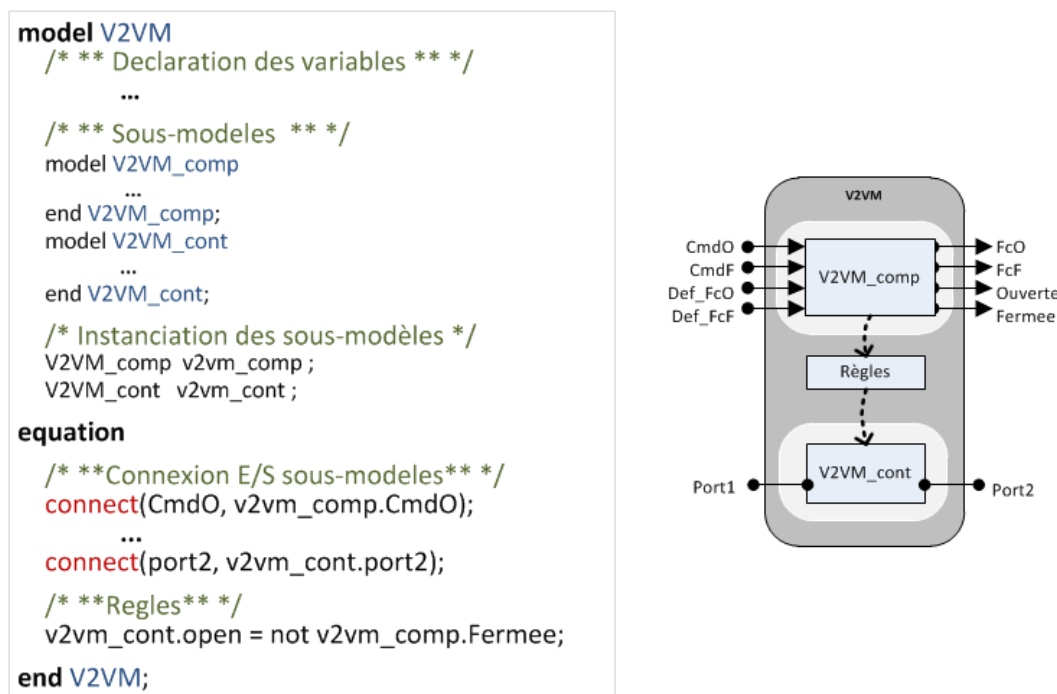 model V2VM
/* ** Declaration des variables ** */
...
/* ** Sous-modeles ** */
model V2VM_comp
...
end V2VM_comp;
model V2VM_cont
...
end V2VM_cont;
/* Instanciation des sous-modèles */
V2VM_comp v2vm_comp ;
V2VM_cont v2vm_cont ;
equation
/* **Connexion E/S sous-modeles** */
connect(CmdO, v2vm_comp.CmdO);
...
connect(port2, v2vm_cont.port2);
/* **Regles** */
v2vm_cont.open = not v2vm_comp.Fermee;
end V2VM;
V2VM
CmdO
CmdF
Def_FcO
Def_FcF
V2VM_comp
FcO
FcF
Ouverte
Fermee
Règles
Port1
V2VM_cont
Port2